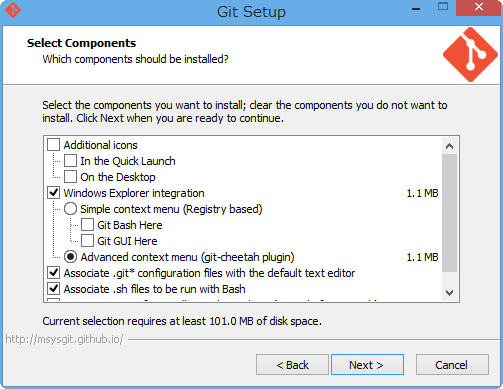 Git Setup
Select Components
Which components should be installed?
Select the components you want to install; clear the components you do not want to
install. Click Next when you are ready to continue.
Additional icons
In the Quick Launch
On the Desktop
Windows Explorer integration 1.1 MB
Simple context menu (Registry based)
Git Bash Here
Git GUI Here
Advanced context menu (git-cheetah plugin) 1.1 MB
Associate .git* configuration files with the default text editor
Associate .sh files to be run with Bash
Current selection requires at least 101.0 MB of disk space.
http://msysgit.github.io/
< Back
Next >
Cancel